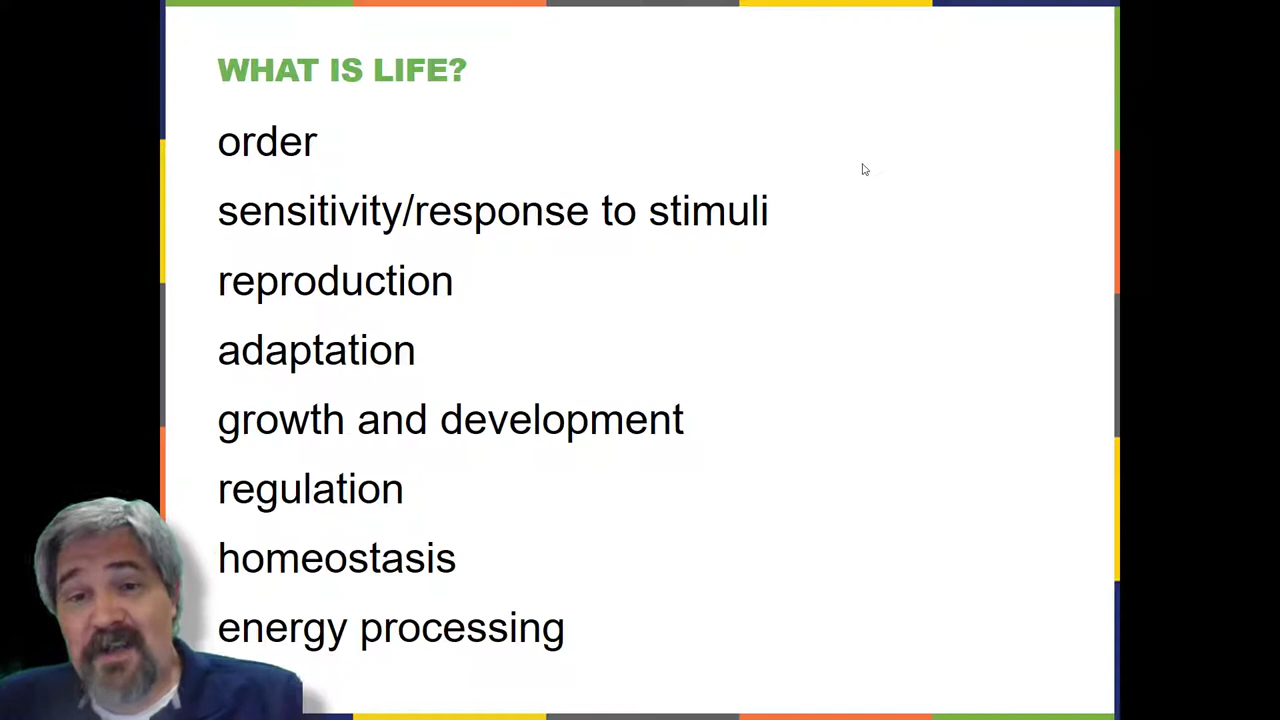 WHAT IS LIFE?
order
sensitivity/response to stimuli
reproduction
adaptation
growth and development
regulation
homeostasis
energy processing